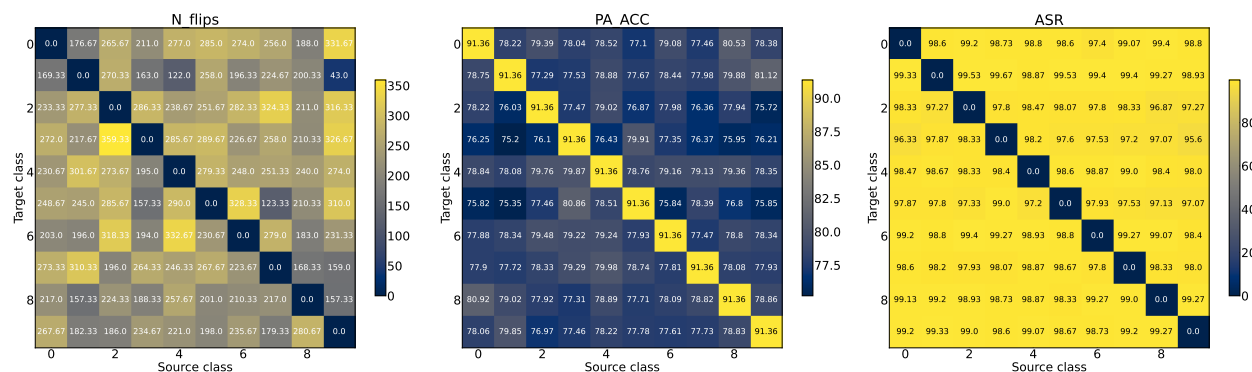 N_flips PA_ACC ASR
0 0.0 176.67 265.67 211.0 277.0 285.0 274.0 256.0 188.0 331.67
169.33 0.0 270.33 163.0 122.0 258.0 196.33 224.67 200.33 43.0
2 233.33 277.33 0.0 286.33 238.67 251.67 282.33 324.33 211.0 316.33
272.0 217.67 359.33 0.0 285.67 289.67 226.67 258.0 210.33 326.67
4 230.67 301.67 273.67 195.0 0.0 279.33 248.0 251.33 240.0 274.0
248.67 245.0 285.67 157.33 290.0 0.0 328.33 123.33 210.33 310.0
6 203.0 196.0 318.33 194.0 332.67 230.67 0.0 279.0 183.0 231.33
273.33 310.33 196.0 264.33 246.33 267.67 223.67 0.0 168.33 159.0
8 217.0 157.33 224.33 188.33 257.67 201.0 210.33 217.0 0.0 157.33
267.67 182.33 186.0 234.67 221.0 198.0 235.67 179.33 280.67 0.0
0 2 4 6 8
Source class
Target class
350
300
250
200
150
100
50
0
0 91.36 78.22 79.39 78.04 78.52 77.1 79.08 77.46 80.53 78.38
78.75 91.36 77.29 77.53 78.88 77.67 78.44 77.98 79.88 81.12
2 78.22 76.03 91.36 77.47 79.02 76.87 75.98 76.36 77.94 75.72
76.25 75.2 76.1 91.36 76.43 79.91 77.35 76.37 75.95 76.21
4 78.84 78.08 79.76 79.87 91.36 78.76 79.16 79.13 79.36 78.35
75.82 75.35 77.46 80.86 78.51 91.36 75.84 78.39 76.8 75.85
6 77.88 78.34 79.48 79.22 79.24 77.93 91.36 77.47 78.8 78.34
77.9 77.72 78.33 79.29 79.98 78.74 77.81 91.36 78.08 77.93
8 80.92 79.02 77.92 77.31 78.89 77.71 78.09 78.82 91.36 78.86
78.06 79.85 76.97 77.46 78.22 77.78 77.61 77.73 78.83 91.36
0 2 4 6 8
Source class
Target class
90.0
87.5
85.0
82.5
80.0
77.5
0 0.0 98.6 99.2 98.73 98.8 98.6 97.4 99.07 99.4 98.8
99.33 0.0 99.53 99.67 98.87 99.53 99.4 99.4 99.27 98.93
2 98.33 97.27 0.0 97.8 98.47 98.07 97.8 98.33 96.87 97.27
96.33 97.87 98.33 0.0 98.2 97.6 97.53 97.2 97.07 95.6
4 98.47 98.67 98.33 98.4 0.0 98.6 98.87 99.0 98.4 98.0
97.87 97.8 97.33 99.0 97.2 0.0 97.93 97.53 97.13 97.07
6 99.2 98.8 99.4 99.27 98.93 98.8 0.0 99.27 99.07 98.4
98.6 98.2 97.93 98.93 98.67 98.67 97.8 0.0 98.33 98.0
8 99.13 99.2 98.93 98.73 98.87 98.33 99.27 99.0 0.0 99.27
99.2 99.33 99.0 98.6 99.07 98.67 98.73 99.2 99.27 0.0
0 2 4 6 8
Source class
Target class
80
60
40
20
0